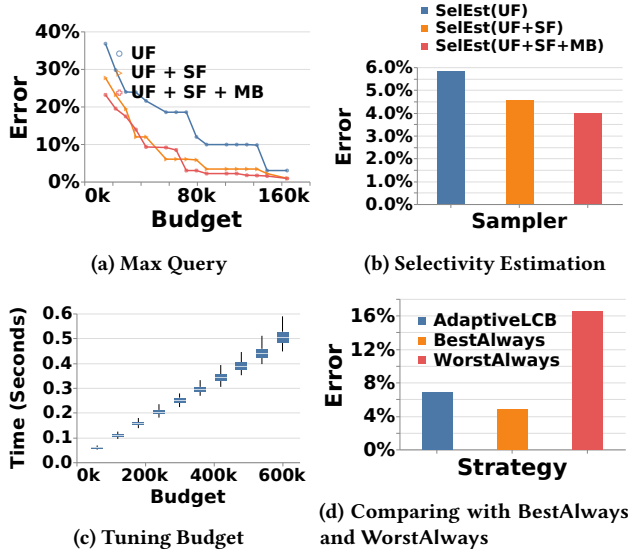 40%
30%
20%
10%
0%
Error
UF
UF + SF
UF + SF + MB
0k
80k
160k
Budget
(a) Max Query
SelEst(UF)
SelEst(UF+SF)
SelEst(UF+SF+MB)
6.0%
5.0%
4.0%
3.0%
2.0%
1.0%
0.0%
Error
Sampler
(b) Selectivity Estimation
0.6
0.5
0.4
0.3
0.2
0.1
0.0
Time (Seconds)
0k
200k
400k
600k
Budget
(c) Tuning Budget
16%
12%
8%
4%
0%
Error
AdaptiveLCB
BestAlways
WorstAlways
Strategy
(d) Comparing with BestAlways
and WorstAlways